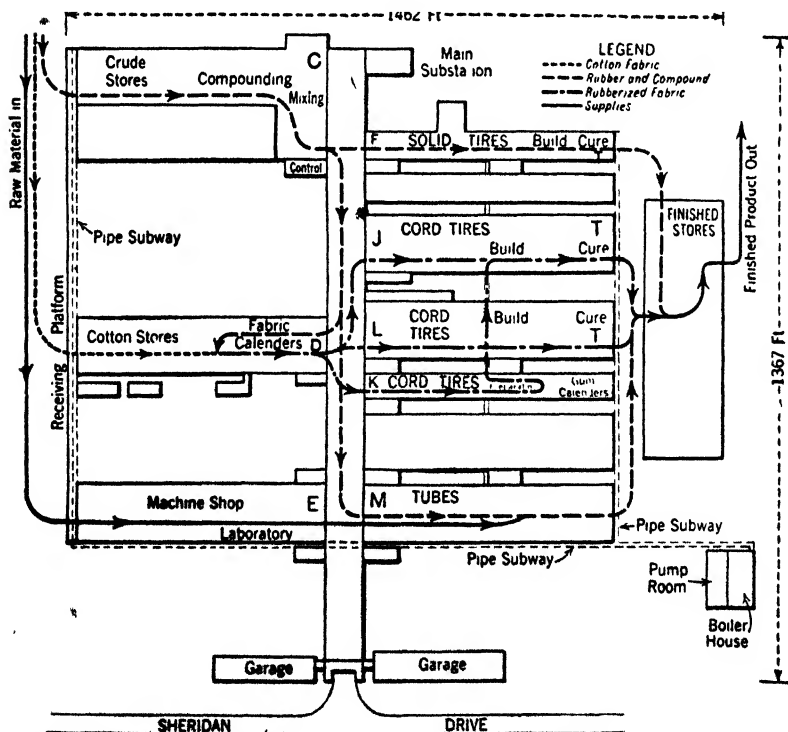 1462 Ft
LEGEND
Cotton Fabric
Rubber and Compound
Rubberized Fabric
Supplies
Crude
Stores
Compounding
C
Mixing
Main
Substation
Control
F SOLID TIRES Build Cure
Raw Material in
Pipe Subway
J CORD TIRES T
Build Cure
FINISHED
STORES
Finished Product Out
Receiving Platform
Cotton Stores
Fabric
Calenders D
L CORD
TIRES
Build
Cure
T
K CORD TIRES
Gum
Calenders
1367 Ft
Machine Shop E
Laboratory
M TUBES
Pipe Subway
Pipe Subway
Pump
Room
Boiler
House
Garage
Garage
SHERIDAN DRIVE